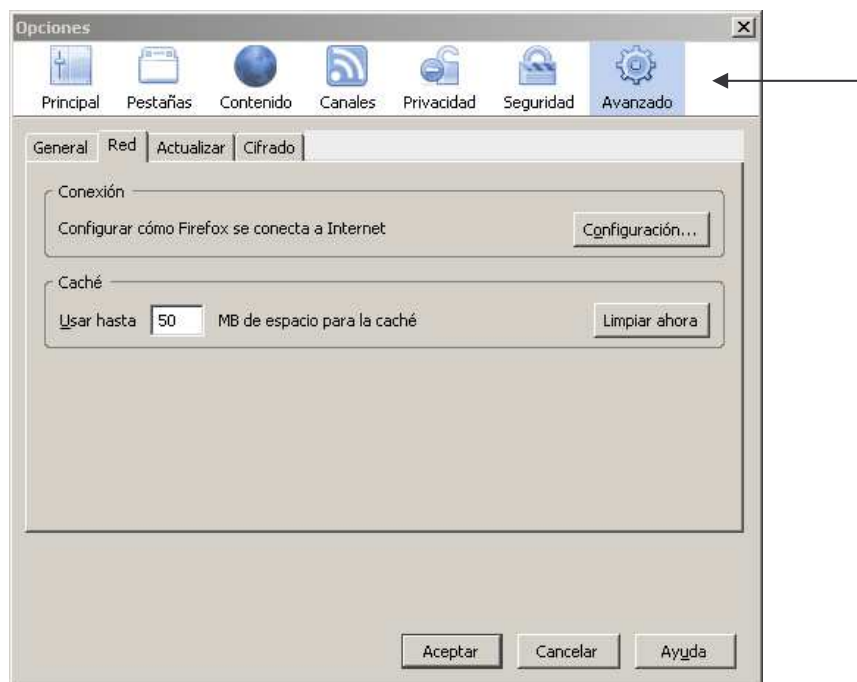 Opciones
Principal Pestañas Contenido Canales Privacidad Seguridad Avanzado
General Red Actualizar Cifrado
Conexión
Configurar cómo Firefox se conecta a Internet Configuración...
Caché
Usar hasta 50 MB de espacio para la caché Limpiar ahora
Aceptar Cancelar Ayuda